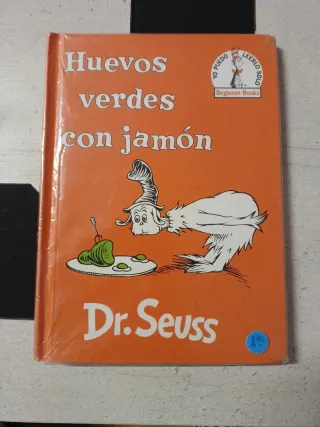 Huevos
verdes
con jamón
YO PUEDO LEERLO SOLO
Beginner Books
Dr. Seuss